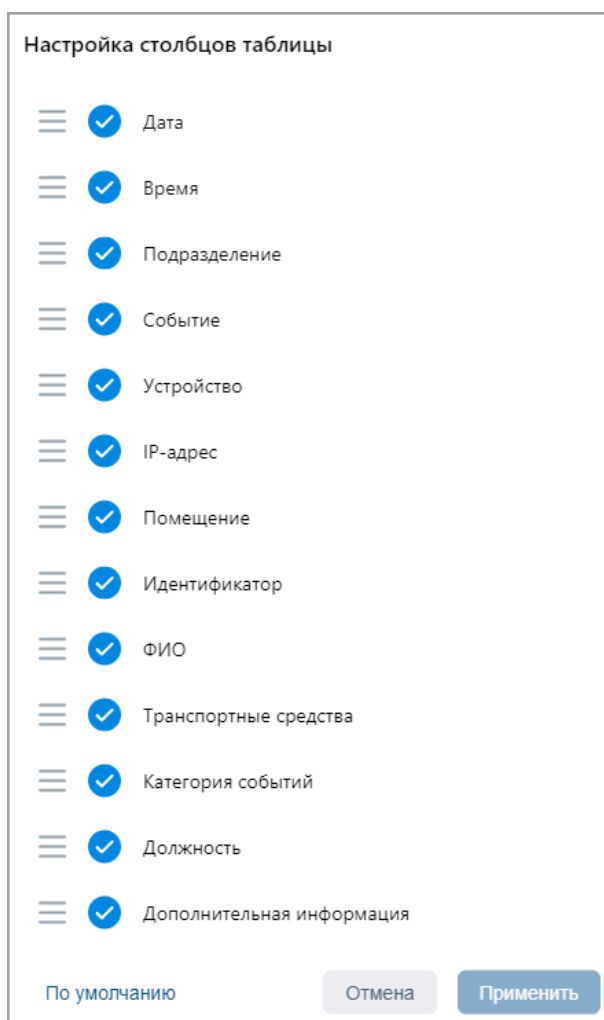 Настройка столбцов таблицы
Дата
Время
Подразделение
Событие
Устройство
IP-адрес
Помещение
Идентификатор
ФИО
Транспортные средства
Категория событий
Должность
Дополнительная информация
По умолчанию Отмена Применить